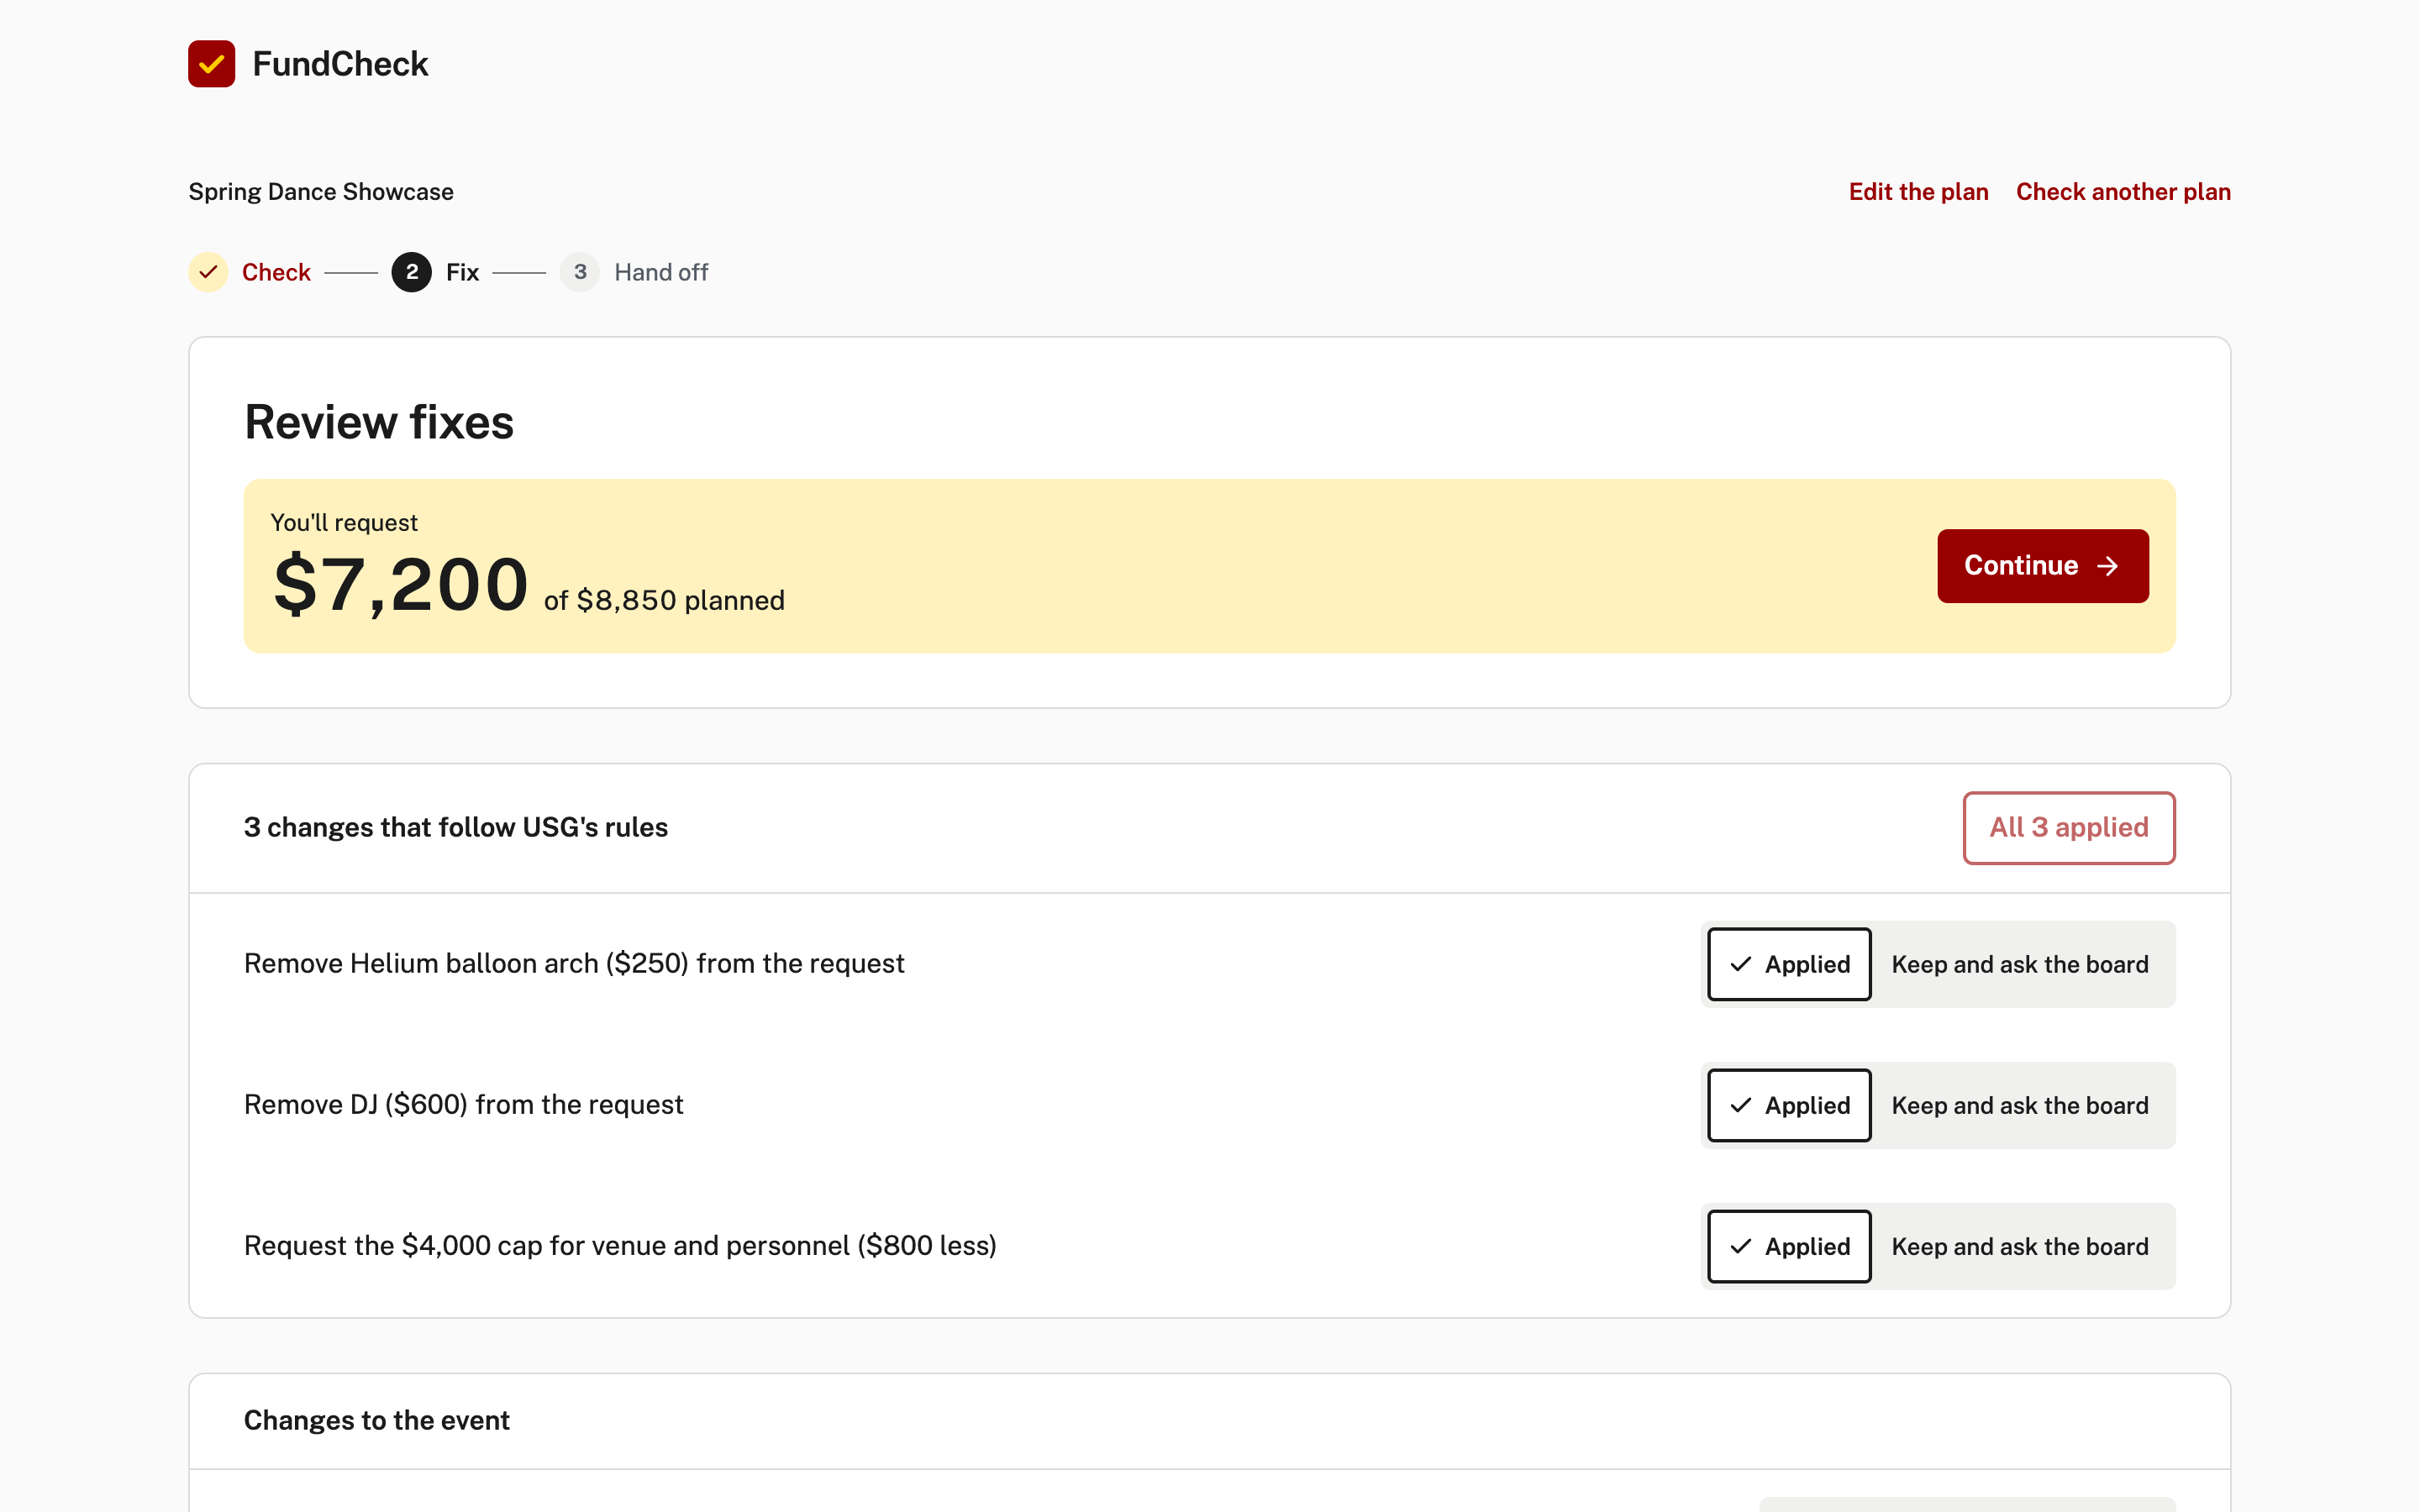 FundCheck
Spring Dance Showcase
Edit the plan
Check another plan
Check
2
Fix
3
Hand off
Review fixes
You'll request
$7,200 of $8,850 planned
Continue
3 changes that follow USG's rules
All 3 applied
Remove Helium balloon arch ($250) from the request
Applied
Keep and ask the board
Remove DJ ($600) from the request
Applied
Keep and ask the board
Request the $4,000 cap for venue and personnel ($800 less)
Applied
Keep and ask the board
Changes to the event